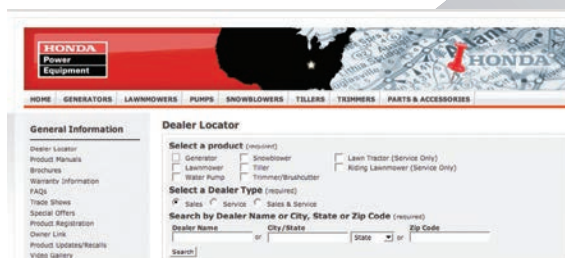 HONDA
Power
Equipment
HONDA
HOME GENERATORS LAWNMOWERS PUMPS SNOWBLOWERS TILLERS TRIMMERS PARTS & ACCESSORIES
General Information
Dealer Locator
Product Manuals
Brochures
Warranty Information
FAQs
Trade Shows
Special Offers
Product Registration
Owner Link
Product Updates/Recalls
Video Gallery
Dealer Locator
Select a product (required)
Generator Snowblower Lawn Tractor (Service Only)
Lawnmower Tiller Riding Lawnmower (Service Only)
Water Pump Trimmer/Brushcutter
Select a Dealer Type (required)
Sales Service Sales & Service
Search by Dealer Name or City, State or Zip Code (required)
Dealer Name City/State Zip Code
or State or
Search